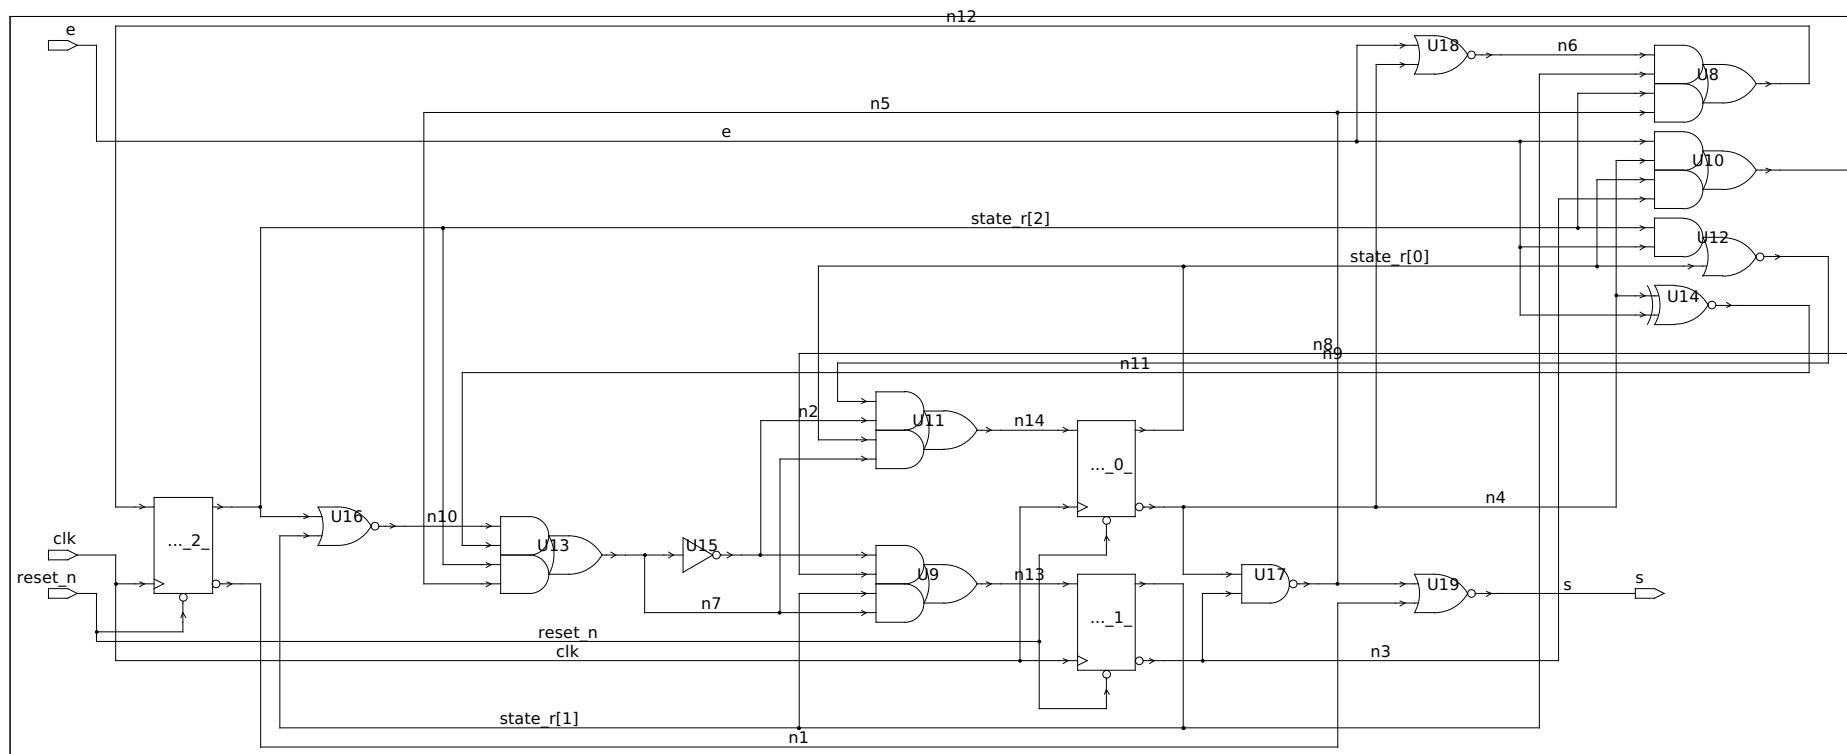 n12
e
U18
n6
U8
n5
e
U10
state_r[2]
U12
state_r[0]
U14
n8
n9
n11
n2
U11
n14
..._0_
n4
U16
n10
clk
..._2_
U13
U15
reset_n
U9
n13
U17
U19
s
s
n7
..._1_
reset_n
clk
n3
state_r[1]
n1